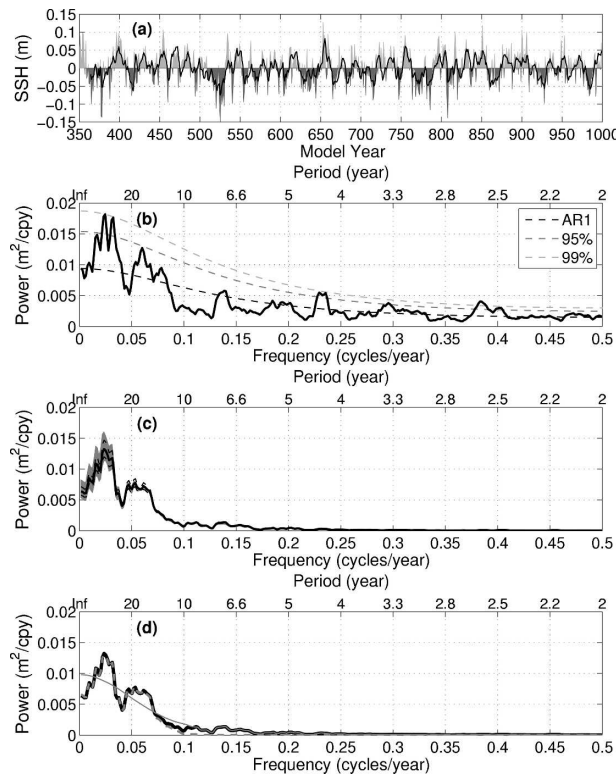 0.15
0.1
0.05
0
−0.05
−0.1
−0.15
SSH (m)
(a)
350 400 450 500 550 600 650 700 750 800 850 900 950 1000
Model Year
Period (year)
Inf 20 10 6.6 5 4 3.3 2.8 2.5 2.2 2
0.02
0.015
0.01
0.005
0
Power (m²/cpy)
(b)
AR1
95%
99%
0 0.05 0.1 0.15 0.2 0.25 0.3 0.35 0.4 0.45 0.5
Frequency (cycles/year)
Period (year)
Inf 20 10 6.6 5 4 3.3 2.8 2.5 2.2 2
0.02
0.015
0.01
0.005
0
Power (m²/cpy)
(c)
0 0.05 0.1 0.15 0.2 0.25 0.3 0.35 0.4 0.45 0.5
Frequency (cycles/year)
Period (year)
Inf 20 10 6.6 5 4 3.3 2.8 2.5 2.2 2
0.02
0.015
0.01
0.005
0
Power (m²/cpy)
(d)
0 0.05 0.1 0.15 0.2 0.25 0.3 0.35 0.4 0.45 0.5
Frequency (cycles/year)